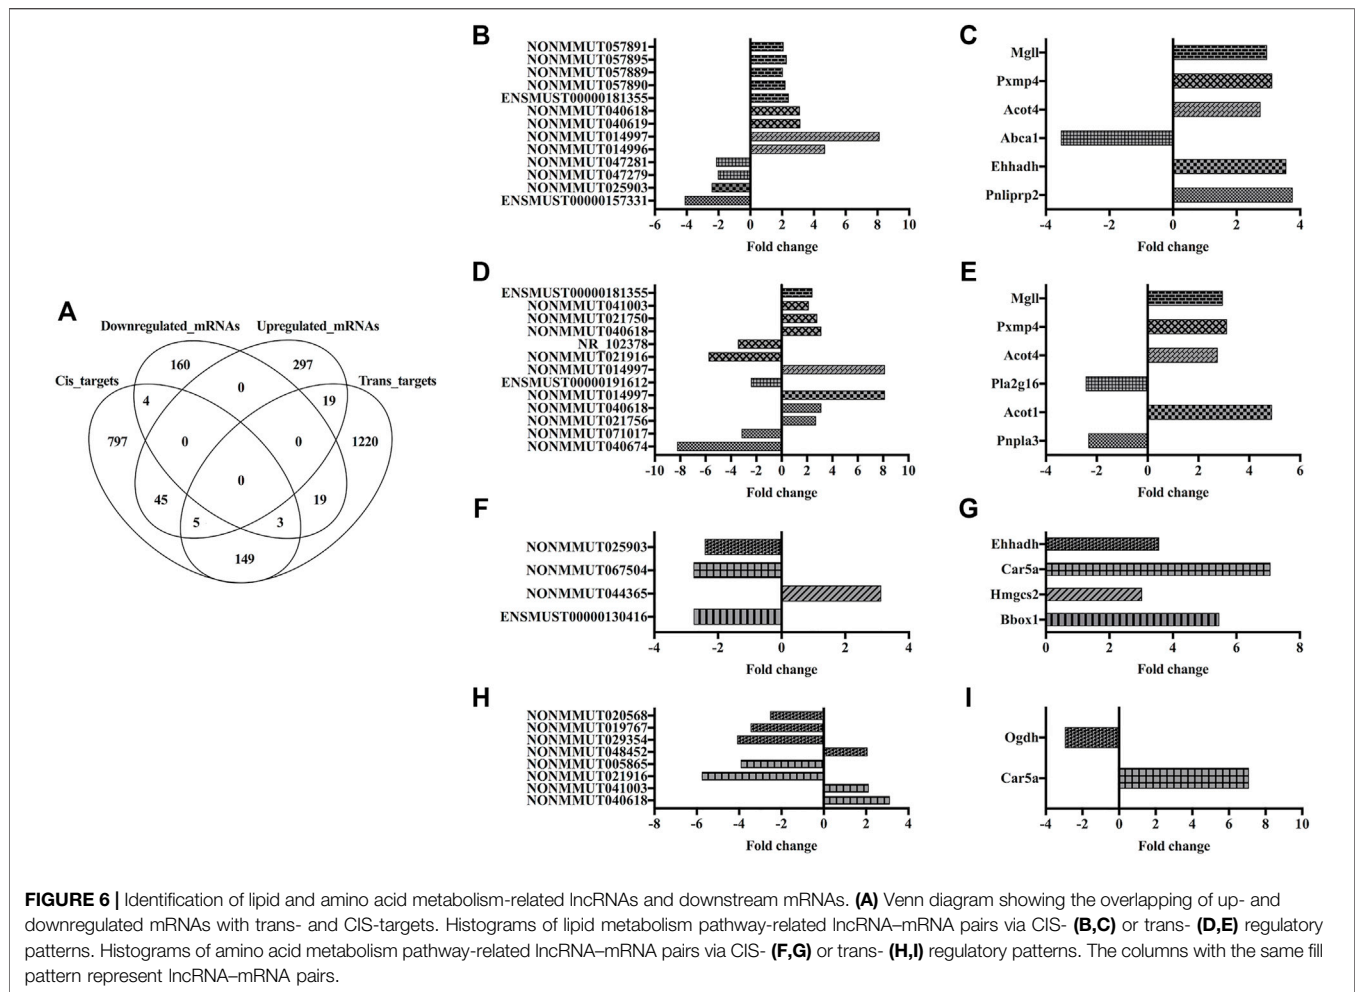 A
Downregulated_mRNAs
Upregulated_mRNAs
Cis_targets
Trans_targets
160
297
0
4
19
797
0
0
1220
0
45
19
5
3
149
B
NONMMUT057891
NONMMUT057895
NONMMUT057889
NONMMUT057890
ENSMUST00000181355
NONMMUT040618
NONMMUT040619
NONMMUT014997
NONMMUT014996
NONMMUT047281
NONMMUT047279
NONMMUT025903
ENSMUST00000157331
-6 -4 -2 0 2 4 6 8 10
Fold change
C
Mgll
Pxmp4
Acot4
Abca1
Ehhadh
Pnliprp2
-4 -2 0 2 4
Fold change
D
ENSMUST00000181355
NONMMUT041003
NONMMUT021750
NONMMUT040618
NR_102378
NONMMUT021916
NONMMUT014997
ENSMUST00000191612
NONMMUT014997
NONMMUT040618
NONMMUT021756
NONMMUT071017
NONMMUT040674
-10 -8 -6 -4 -2 0 2 4 6 8 10
Fold change
E
Mgll
Pxmp4
Acot4
Pla2g16
Acot1
Pnpla3
-4 -2 0 2 4 6
Fold change
F
NONMMUT025903
NONMMUT067504
NONMMUT044365
ENSMUST00000130416
-4 -2 0 2 4
Fold change
G
Ehhadh
Car5a
Hmgcs2
Bbox1
0 2 4 6 8
Fold change
H
NONMMUT020568
NONMMUT019767
NONMMUT029354
NONMMUT048452
NONMMUT005865
NONMMUT021916
NONMMUT041003
NONMMUT040618
-8 -6 -4 -2 0 2 4
Fold change
I
Ogdh
Car5a
-4 -2 0 2 4 6 8 10
Fold change
FIGURE 6 | Identification of lipid and amino acid metabolism-related lncRNAs and downstream mRNAs. (A) Venn diagram showing the overlapping of up- and
downregulated mRNAs with trans- and CIS-targets. Histograms of lipid metabolism pathway-related lncRNA–mRNA pairs via CIS- (B,C) or trans- (D,E) regulatory
patterns. Histograms of amino acid metabolism pathway-related lncRNA–mRNA pairs via CIS- (F,G) or trans- (H,I) regulatory patterns. The columns with the same fill
pattern represent lncRNA–mRNA pairs.